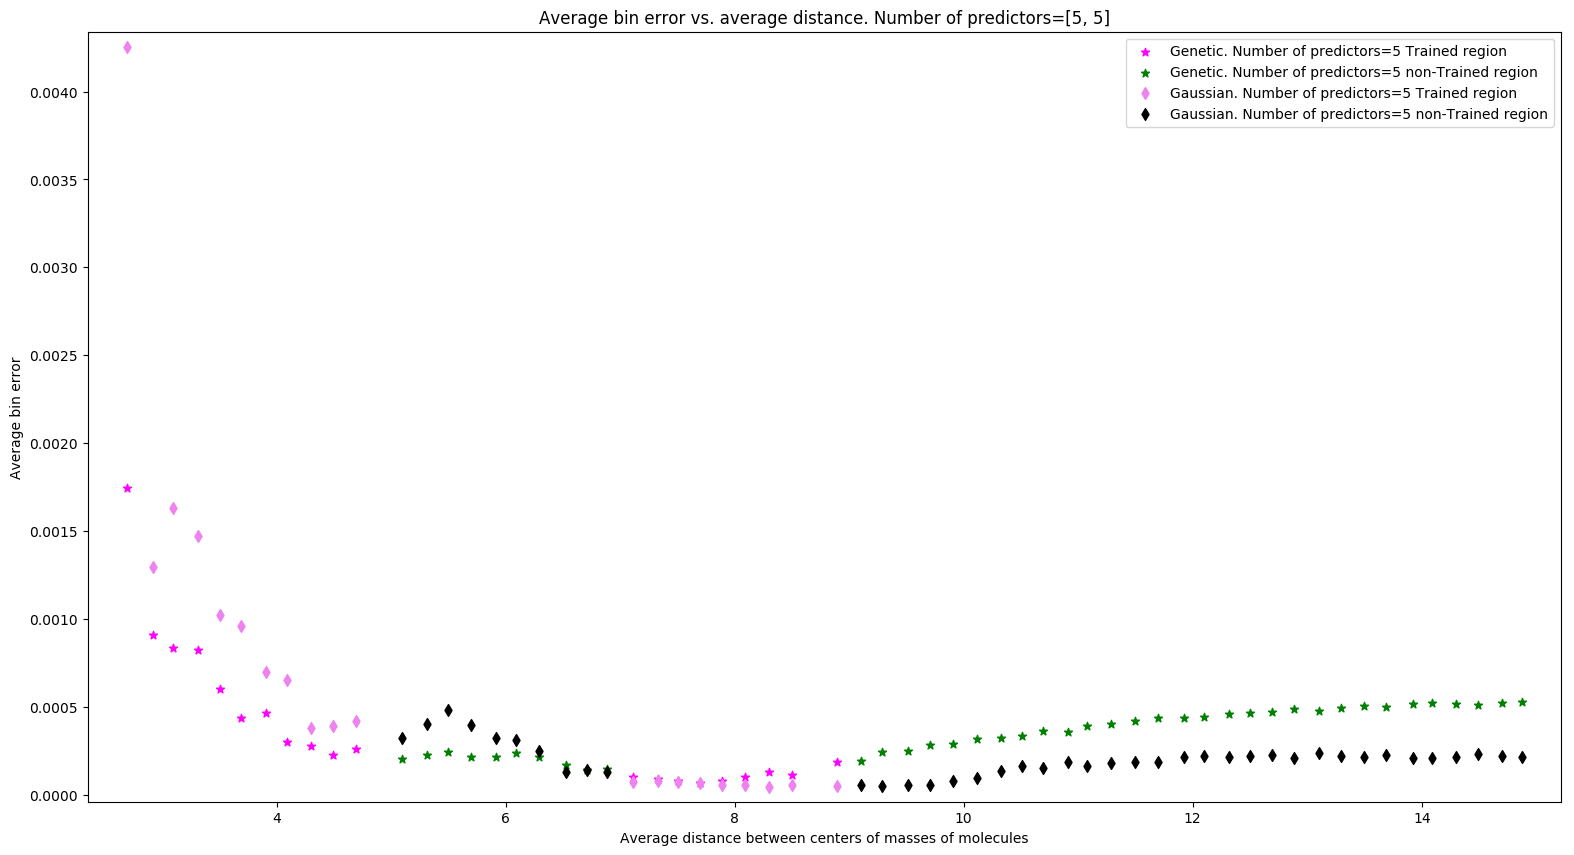 Average bin error vs. average distance. Number of predictors=[5, 5]
Genetic. Number of predictors=5 Trained region
Genetic. Number of predictors=5 non-Trained region
Gaussian. Number of predictors=5 Trained region
Gaussian. Number of predictors=5 non-Trained region
0.0040
0.0035
0.0030
0.0025
0.0020
0.0015
0.0010
0.0005
0.0000
Average bin error
4 6 8 10 12 14
Average distance between centers of masses of molecules